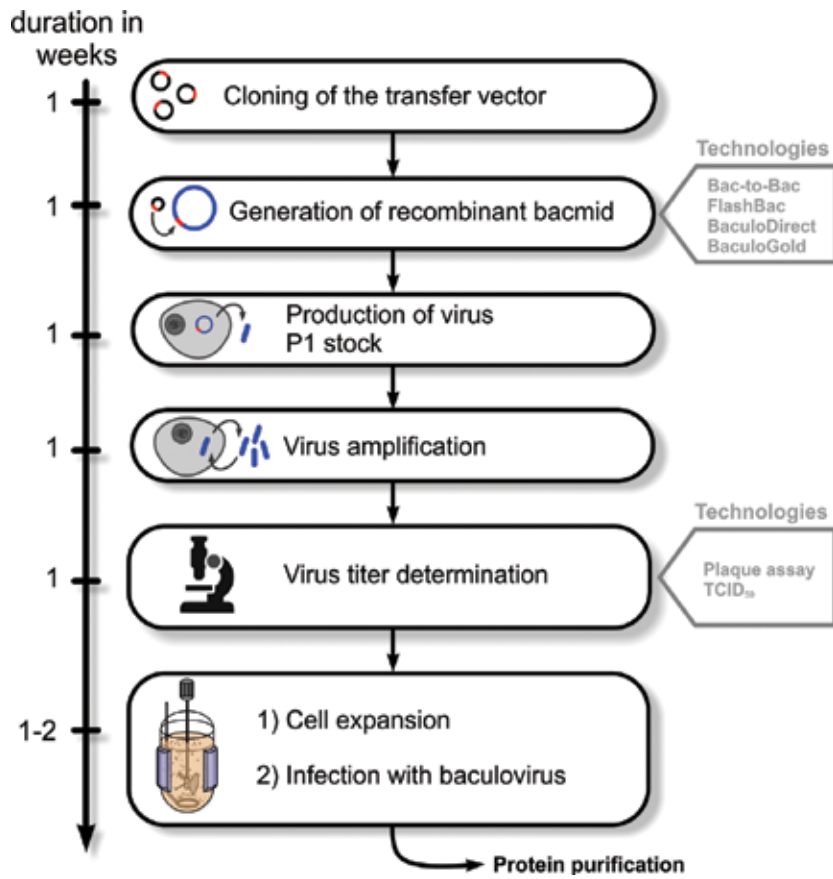 duration in
weeks
1
Cloning of the transfer vector
1
Generation of recombinant bacmid
Technologies
Bac-to-Bac
FlashBac
BaculoDirect
BaculoGold
1
Production of virus
P1 stock
1
Virus amplification
1
Virus titer determination
Technologies
Plaque assay
TCID₅₀
1-2
1) Cell expansion
2) Infection with baculovirus
Protein purification